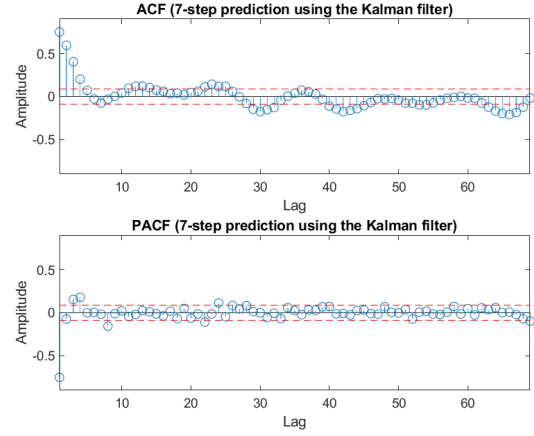 ACF (7-step prediction using the Kalman filter)
0.5
0
-0.5
Amplitude
10 20 30 40 50 60
Lag
PACF (7-step prediction using the Kalman filter)
0.5
0
-0.5
Amplitude
10 20 30 40 50 60
Lag